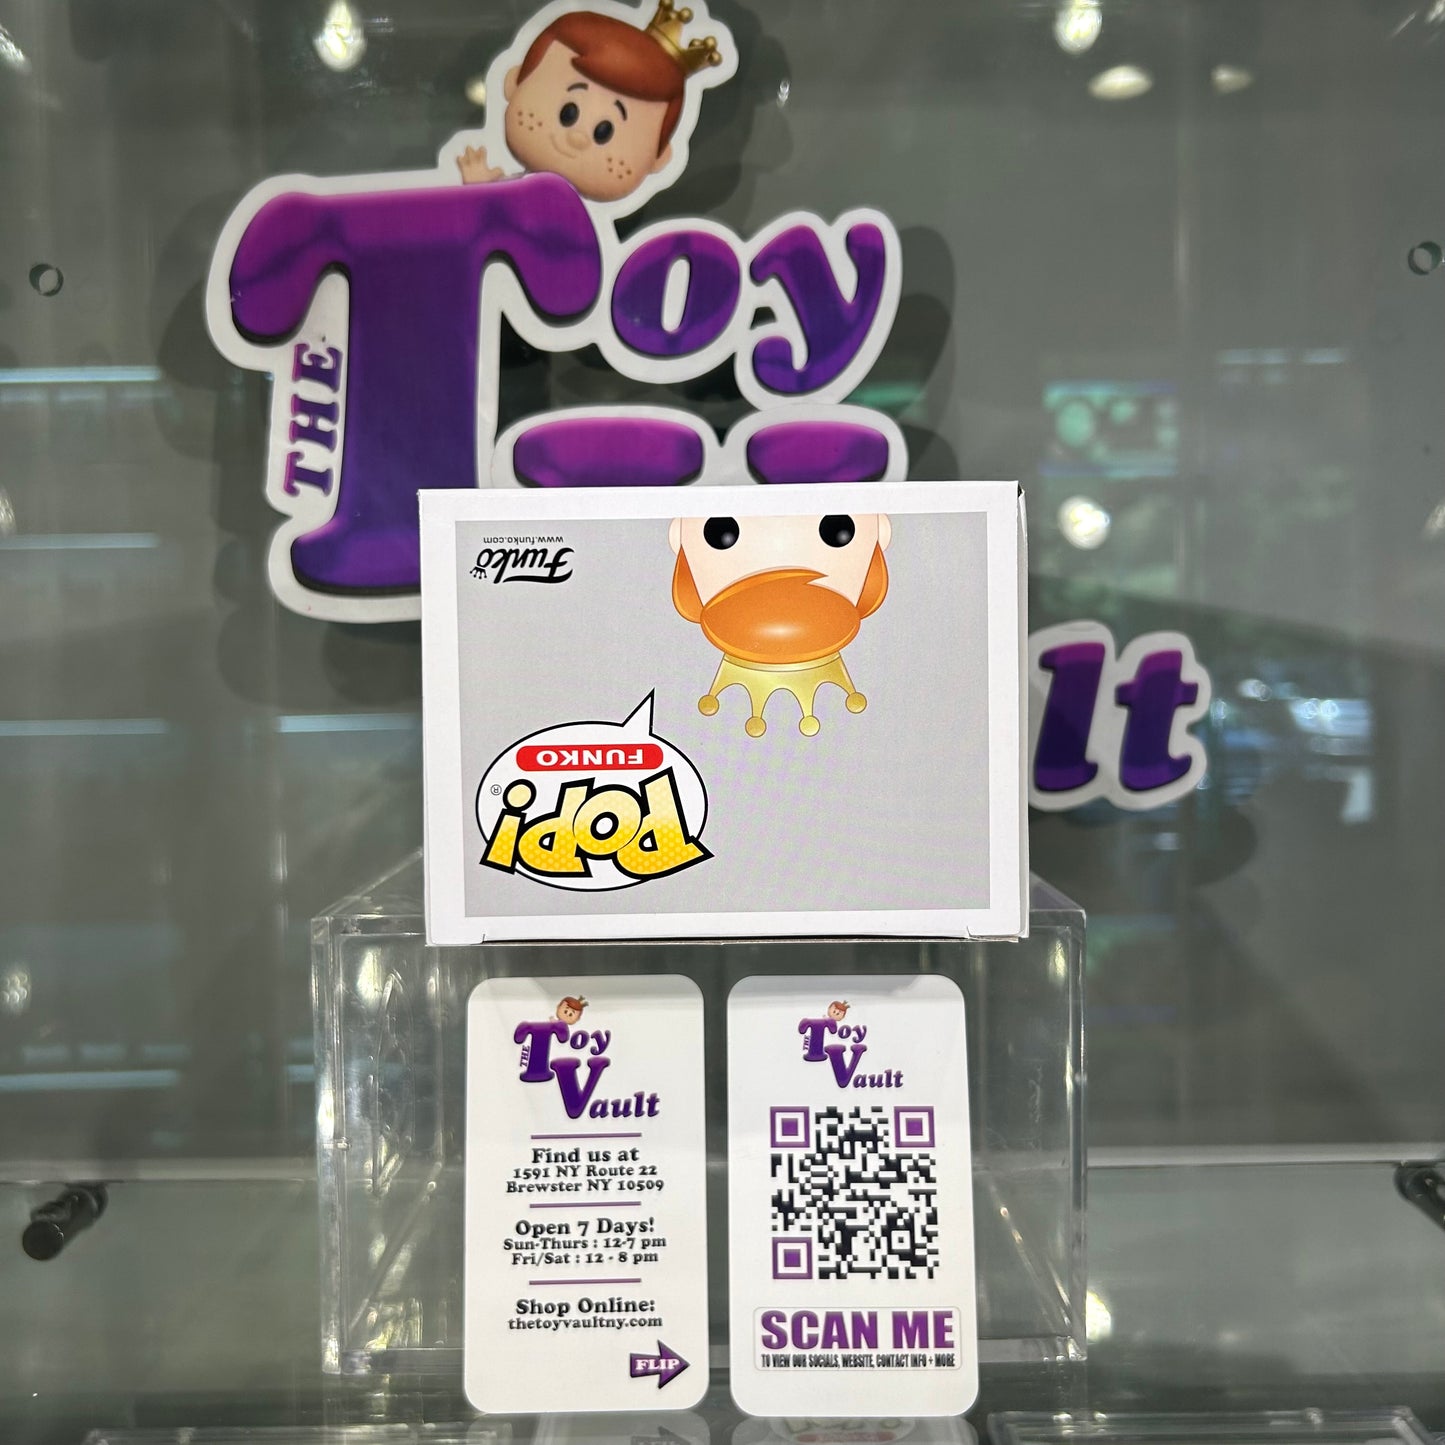 THE Toy
lt
Funko
www.funko.com
FUNKO
POP!
®
THE Toy
Vault
Find us at
1591 NY Route 22
Brewster NY 10509
Open 7 Days!
Sun-Thurs : 12-7 pm
Fri/Sat : 12 - 8 pm
Shop Online:
thetoyvaultny.com
FLIP
THE Toy
Vault
SCAN ME
TO VIEW OUR SOCIALS, WEBSITE, CONTACT INFO + MORE